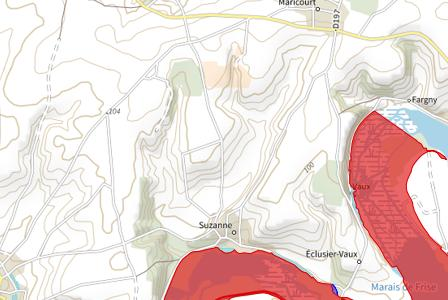 Maricourt
D197
Fargny
104
100
Vaux
Suzanne
Éclusier-Vaux
Marais de Frise